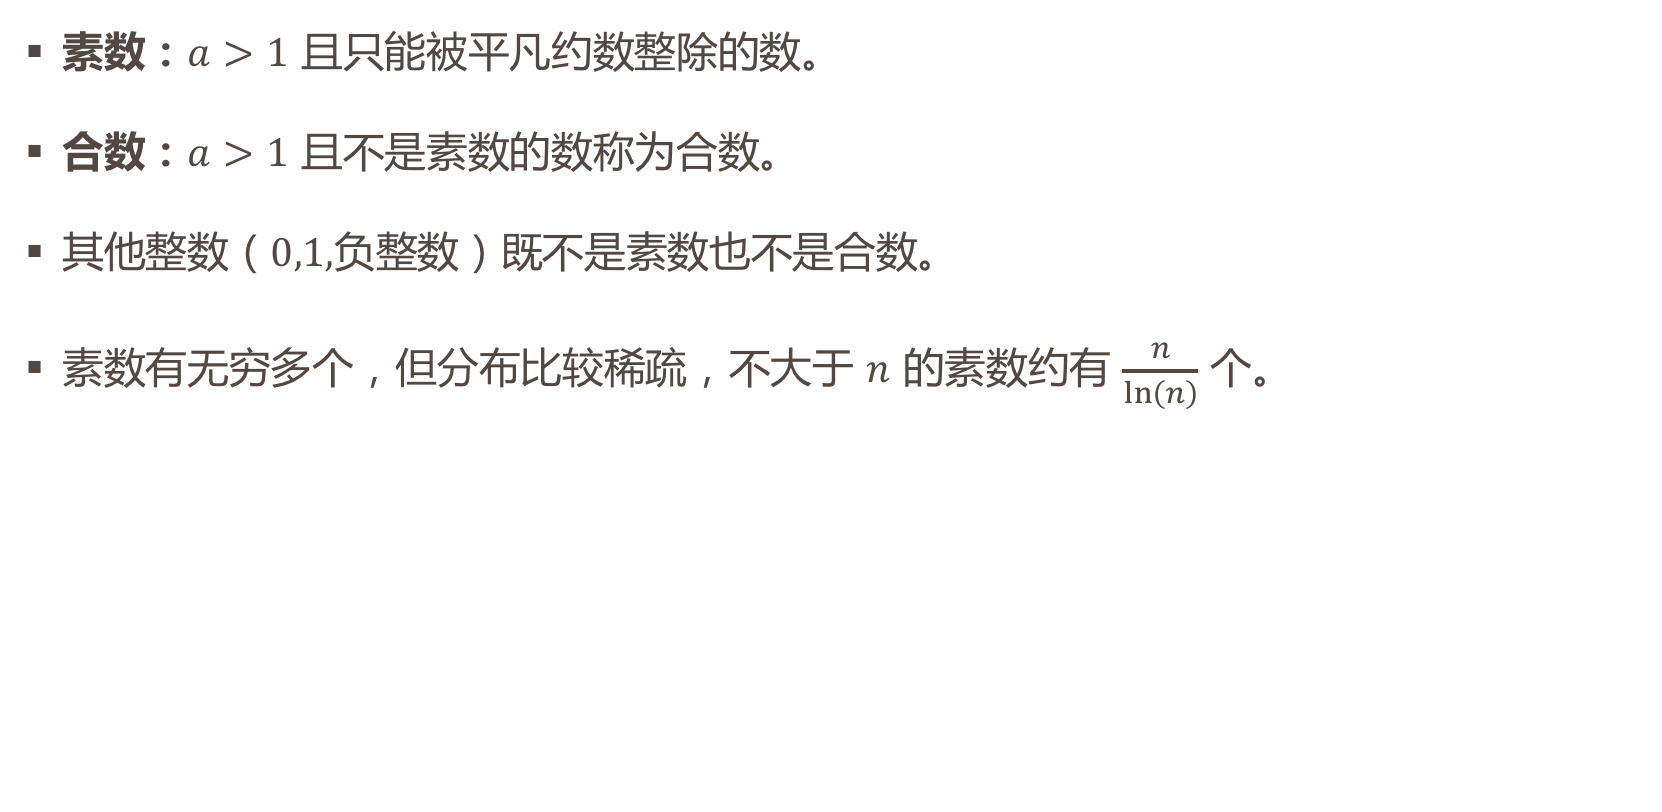 ▪ 素数：a > 1 且只能被平凡约数整除的数。
▪ 合数：a > 1 且不是素数的数称为合数。
▪ 其他整数（0,1,负整数）既不是素数也不是合数。
▪ 素数有无穷多个，但分布比较稀疏，不大于 n 的素数约有 n/ln(n) 个。